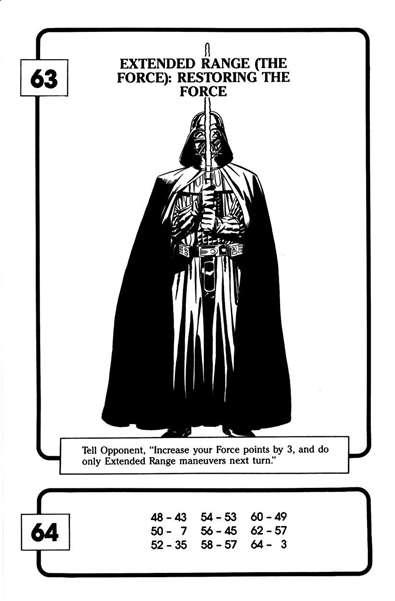 63
EXTENDED RANGE (THE
FORCE): RESTORING THE
FORCE
Tell Opponent, “Increase your Force points by 3, and do
only Extended Range maneuvers next turn.”
64
48 – 43 54 – 53 60 – 49
50 – 7 56 – 45 62 – 57
52 – 35 58 – 57 64 – 3